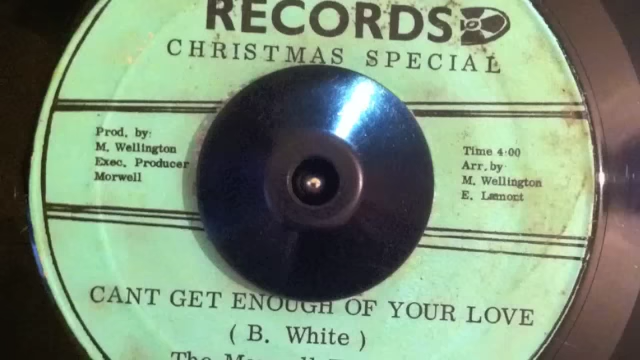 RECORDS
CHRISTMAS SPECIAL
Prod. by:
M. Wellington
Exec. Producer
Morwell
Time 4:00
Arr. by
M. Wellington
E. Lamont
CANT GET ENOUGH OF YOUR LOVE
( B. White )
The